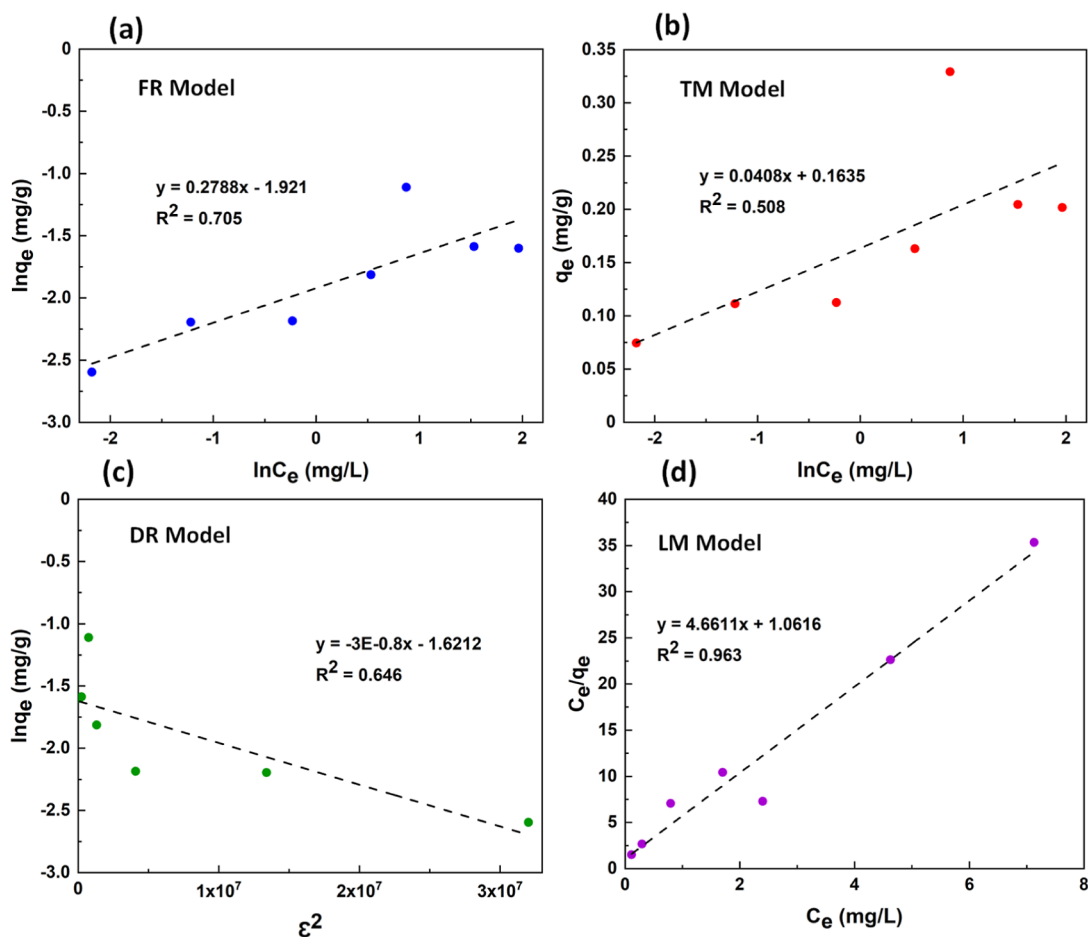 (a)
FR Model
y = 0.2788x - 1.921
R² = 0.705
lnqₑ (mg/g)
0
-0.5
-1.0
-1.5
-2.0
-2.5
-3.0
-2
-1
0
1
2
lnCₑ (mg/L)
(b)
TM Model
y = 0.0408x + 0.1635
R² = 0.508
qₑ (mg/g)
0.35
0.30
0.25
0.20
0.15
0.10
0.05
0
-2
-1
0
1
2
lnCₑ (mg/L)
(c)
DR Model
y = -3E-0.8x - 1.6212
R² = 0.646
lnqₑ (mg/g)
0
-0.5
-1.0
-1.5
-2.0
-2.5
-3.0
0
1x10⁷
2x10⁷
3x10⁷
ε²
(d)
LM Model
y = 4.6611x + 1.0616
R² = 0.963
Cₑ/qₑ
40
35
30
25
20
15
10
5
0
0
2
4
6
8
Cₑ (mg/L)